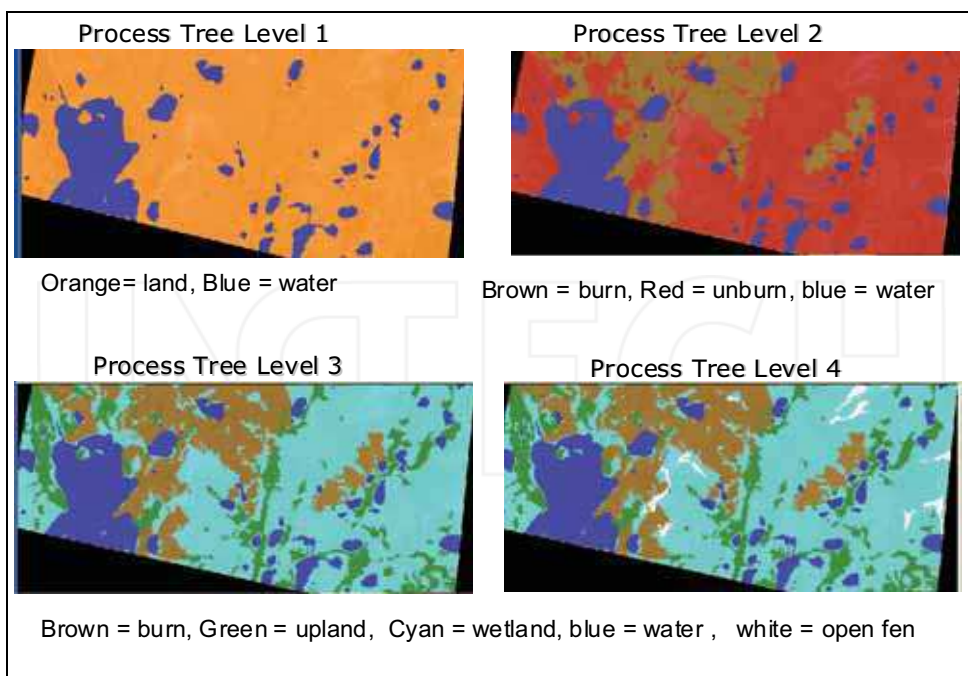 Process Tree Level 1
Process Tree Level 2
Orange= land, Blue = water
Brown = burn, Red = unburn, blue = water
Process Tree Level 3
Process Tree Level 4
Brown = burn, Green = upland, Cyan = wetland, blue = water , white = open fen
INTECH